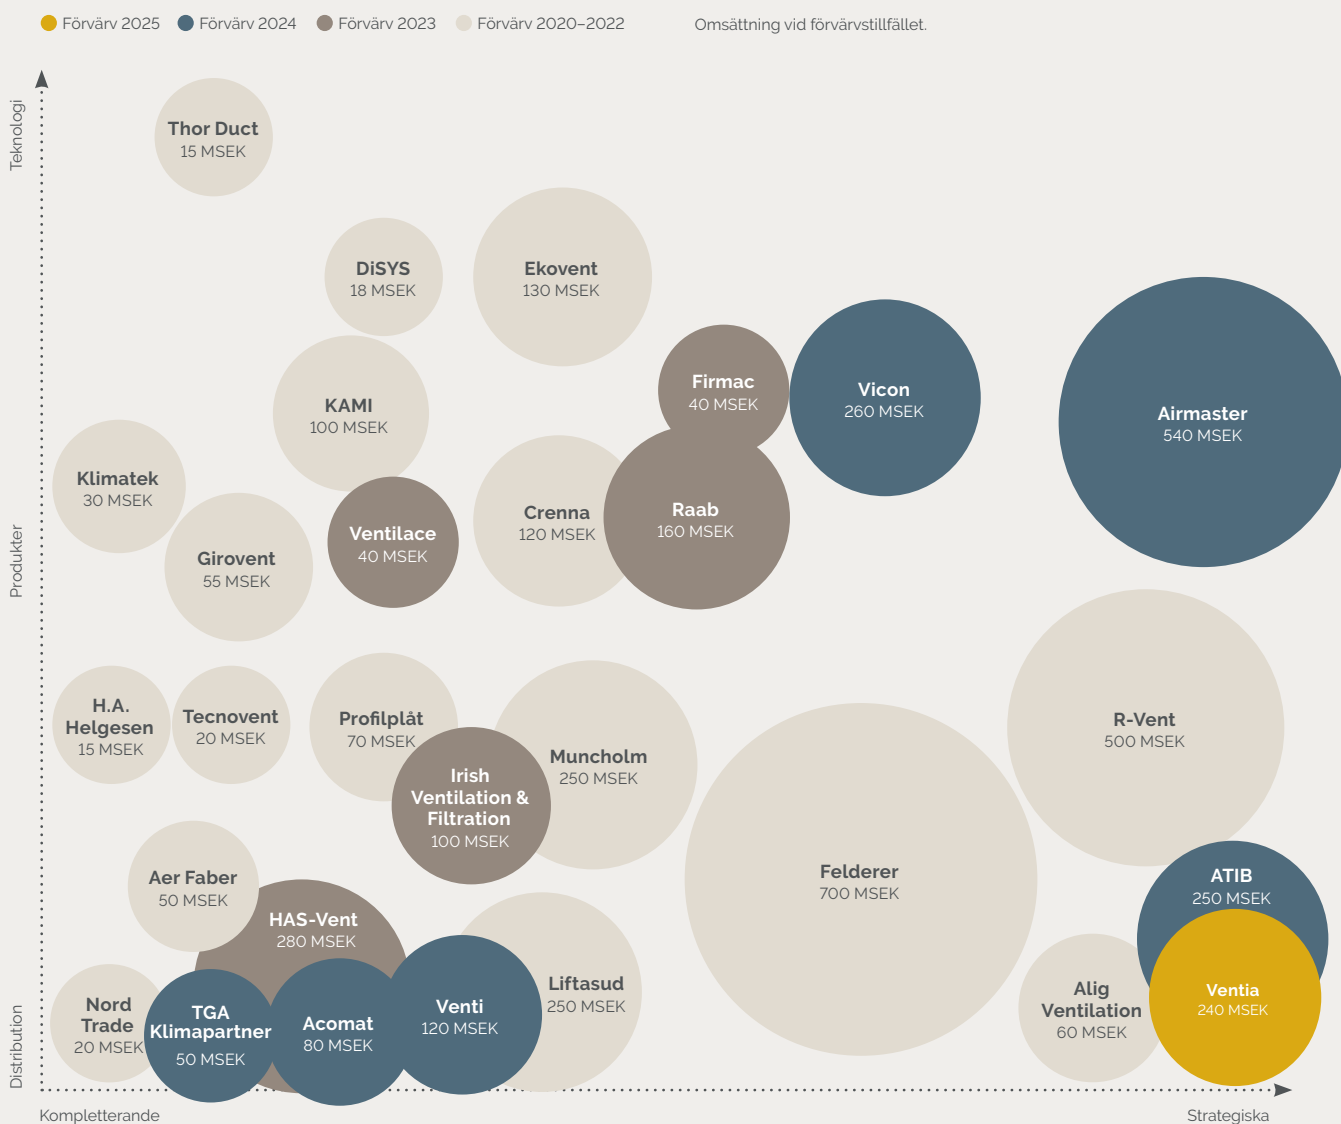 Förvärv 2025
Förvärv 2024
Förvärv 2023
Förvärv 2020–2022
Omsättning vid förvärvstillfället.
Teknologi
Produkter
Distribution
Thor Duct
15 MSEK
DiSYS
18 MSEK
Ekovent
130 MSEK
Firmac
40 MSEK
Vicon
260 MSEK
Airmaster
540 MSEK
KAMI
100 MSEK
Klimatek
30 MSEK
Girovent
55 MSEK
Ventilace
40 MSEK
Crenna
120 MSEK
Raab
160 MSEK
H.A.
Helgesen
15 MSEK
Tecnovent
20 MSEK
Profilplåt
70 MSEK
Irish
Ventilation &
Filtration
100 MSEK
Muncholm
250 MSEK
R-Vent
500 MSEK
Felderer
700 MSEK
Aer Faber
50 MSEK
HAS-Vent
280 MSEK
ATIB
250 MSEK
Nord
Trade
20 MSEK
TGA
Klimapartner
50 MSEK
Acomat
80 MSEK
Venti
120 MSEK
Liftasud
250 MSEK
Alig
Ventilation
60 MSEK
Ventia
240 MSEK
Kompletterande
Strategiska